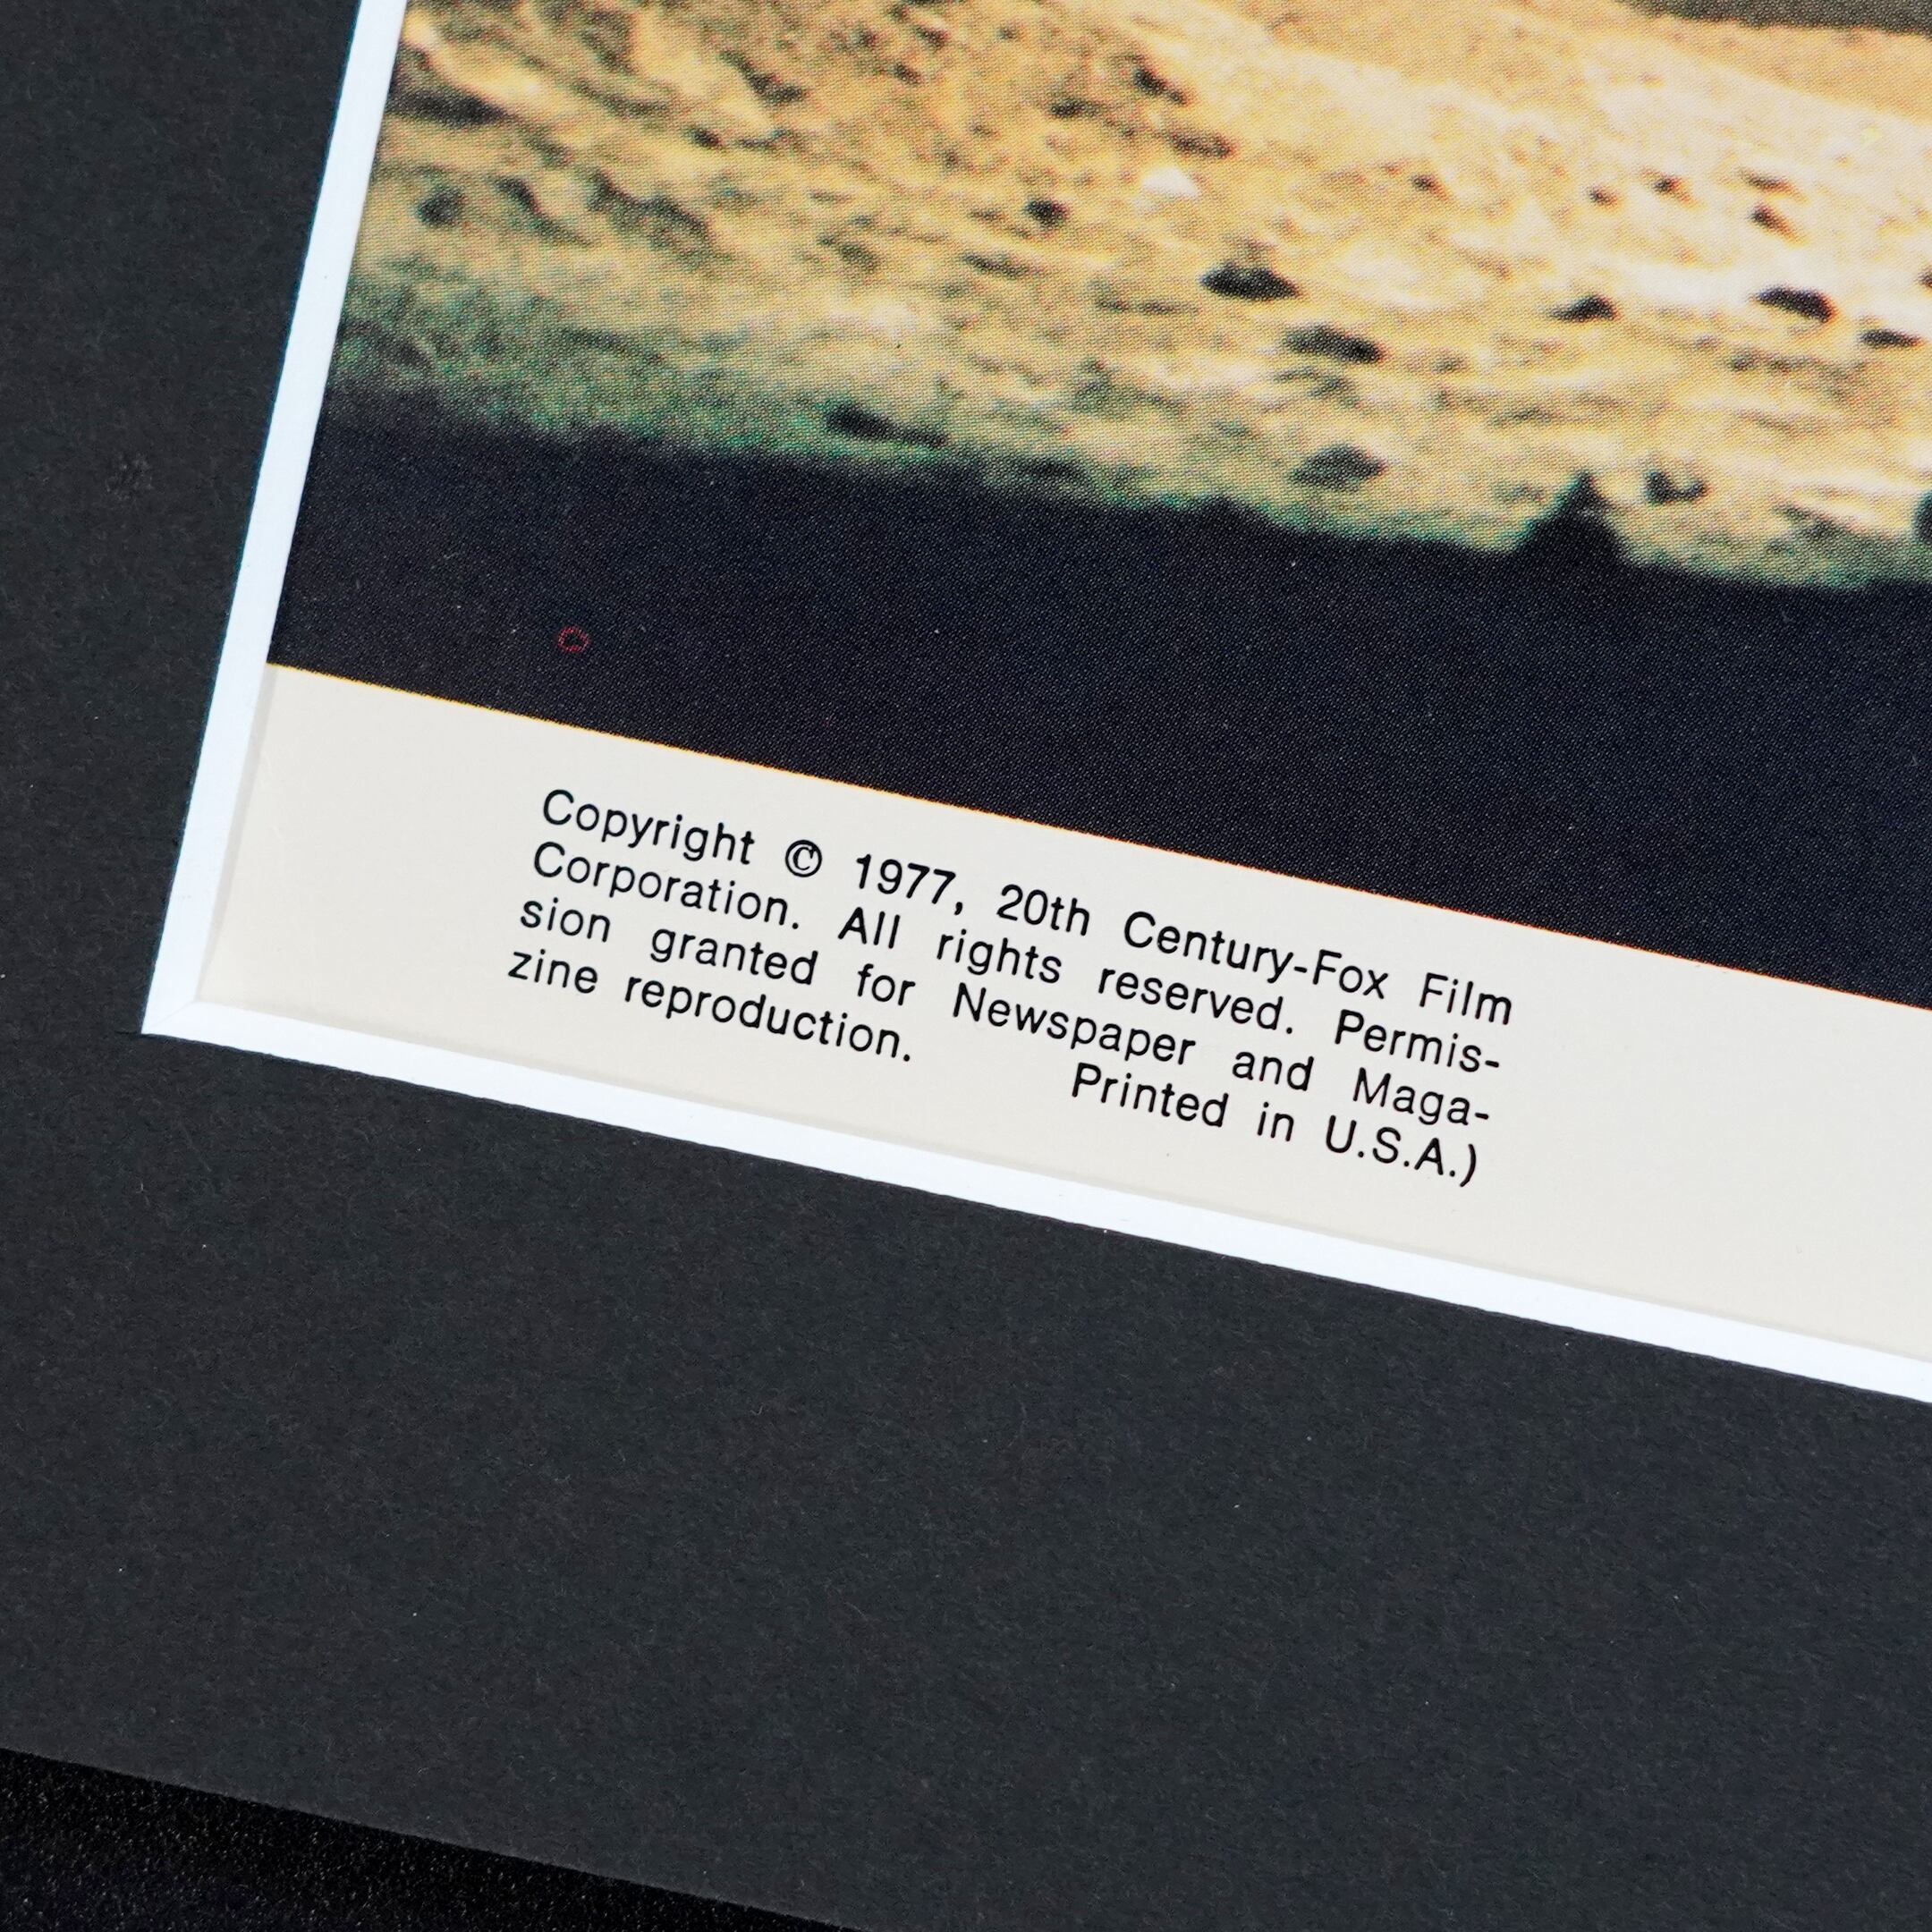 Copyright © 1977, 20th Century-Fox Film
Corporation. All rights reserved. Permis-
sion granted for Newspaper and Maga-
zine reproduction. Printed in U.S.A.)